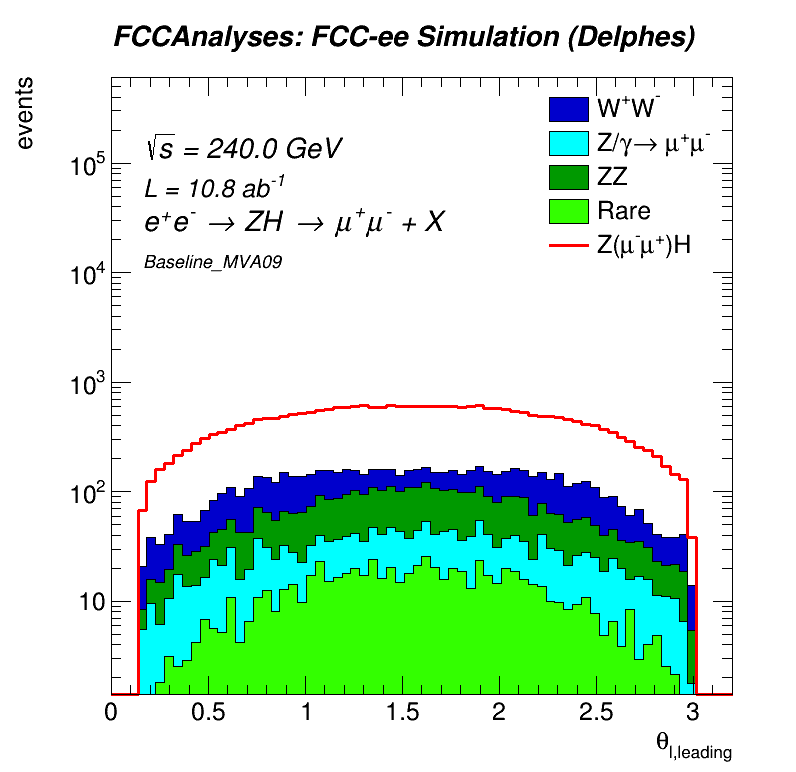 FCCAnalyses: FCC-ee Simulation (Delphes)
events
√s = 240.0 GeV
L = 10.8 ab⁻¹
e⁺e⁻ → ZH → μ⁺μ⁻ + X
Baseline_MVA09
W⁺W⁻
Z/γ→ μ⁺μ⁻
ZZ
Rare
Z(μ⁻μ⁺)H
10⁵
10⁴
10³
10²
10
0 0.5 1 1.5 2 2.5 3
θl,leading